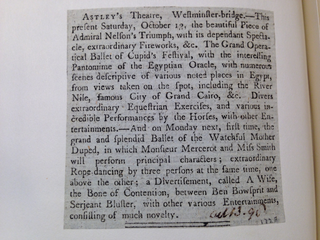 ASTLEY's Theatre, Westminster-bridge.—This
present Saturday, October 13, the beautiful Piece of
Admiral Nelson's Triumph, with its dependant Specta-
cle, extraordinary Fireworks, &c. The Grand Opera-
tical Ballet of Cupid's Festival, with the interesting
Pantomime of the Egyptian Oracle, with numerous
scenes descriptive of various noted places in Egypt,
from views taken on the spot, including the River
Nile, famous City of Grand Cairo, &c. Divers
extraordinary Equestrian Exercises, and various in-
credible Performances by the Horses, with other En-
tertainments.—And on Monday next, first time, the
grand and splendid Ballet of the Watchful Mother
Duped, in which Monsieur Mercerot and Miss Smith
will perform principal characters; extraordinary
Rope-dancing by three persons at the same time, one
above the other; a Divertisement, called A Wife,
the Bone of Contention, between Ben Bowsprit and
Serjeant Bluster, with other various Entertainments,
consisting of much novelty.
Oct 13. 98